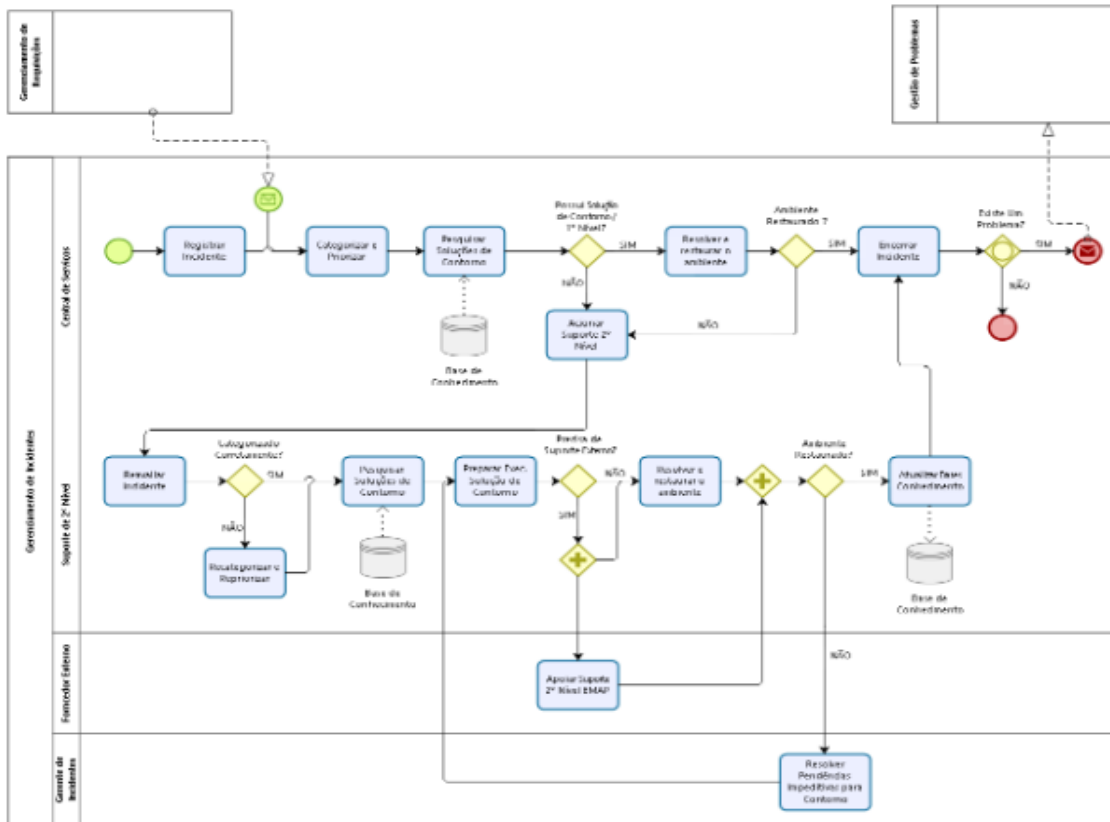 Gerenciamento de
Requisições
Gestão de Problemas
Gerenciamento de Incidentes
Central de Serviços
Possui Solução
de Contorno /
1º Nível?
Ambiente
Restaurado ?
Existe Um
Problema?
Registrar
Incidente
Categorizar e
Priorizar
Pesquisar
Soluções de
Contorno
SIM
Resolver e
restaurar o
ambiente
SIM
Encerrar
Incidente
SIM
NÃO
NÃO
Acionar
Suporte 2º
Nível
NÃO
Base de
Conhecimento
Suporte de 2º Nível
Categorizado
Corretamente?
Precisa de
Suporte Externo?
Ambiente
Restaurado?
Incidente
SIM
Pesquisar
Soluções de
Contorno
Preparar Exec.
Solução de
Contorno
NÃO
Resolver e
restaurar o
ambiente
SIM
Atualizar Bases
Conhecimento
NÃO
SIM
Recategorizar e
Repriorizar
Base de
Conhecimento
Base de
Conhecimento
Fornecedor Externo
Apoiar Suporte
2º Nível EMAP
NÃO
Gerente de
Incidentes
Resolver
Pendências
Impeditivas para
Contorno